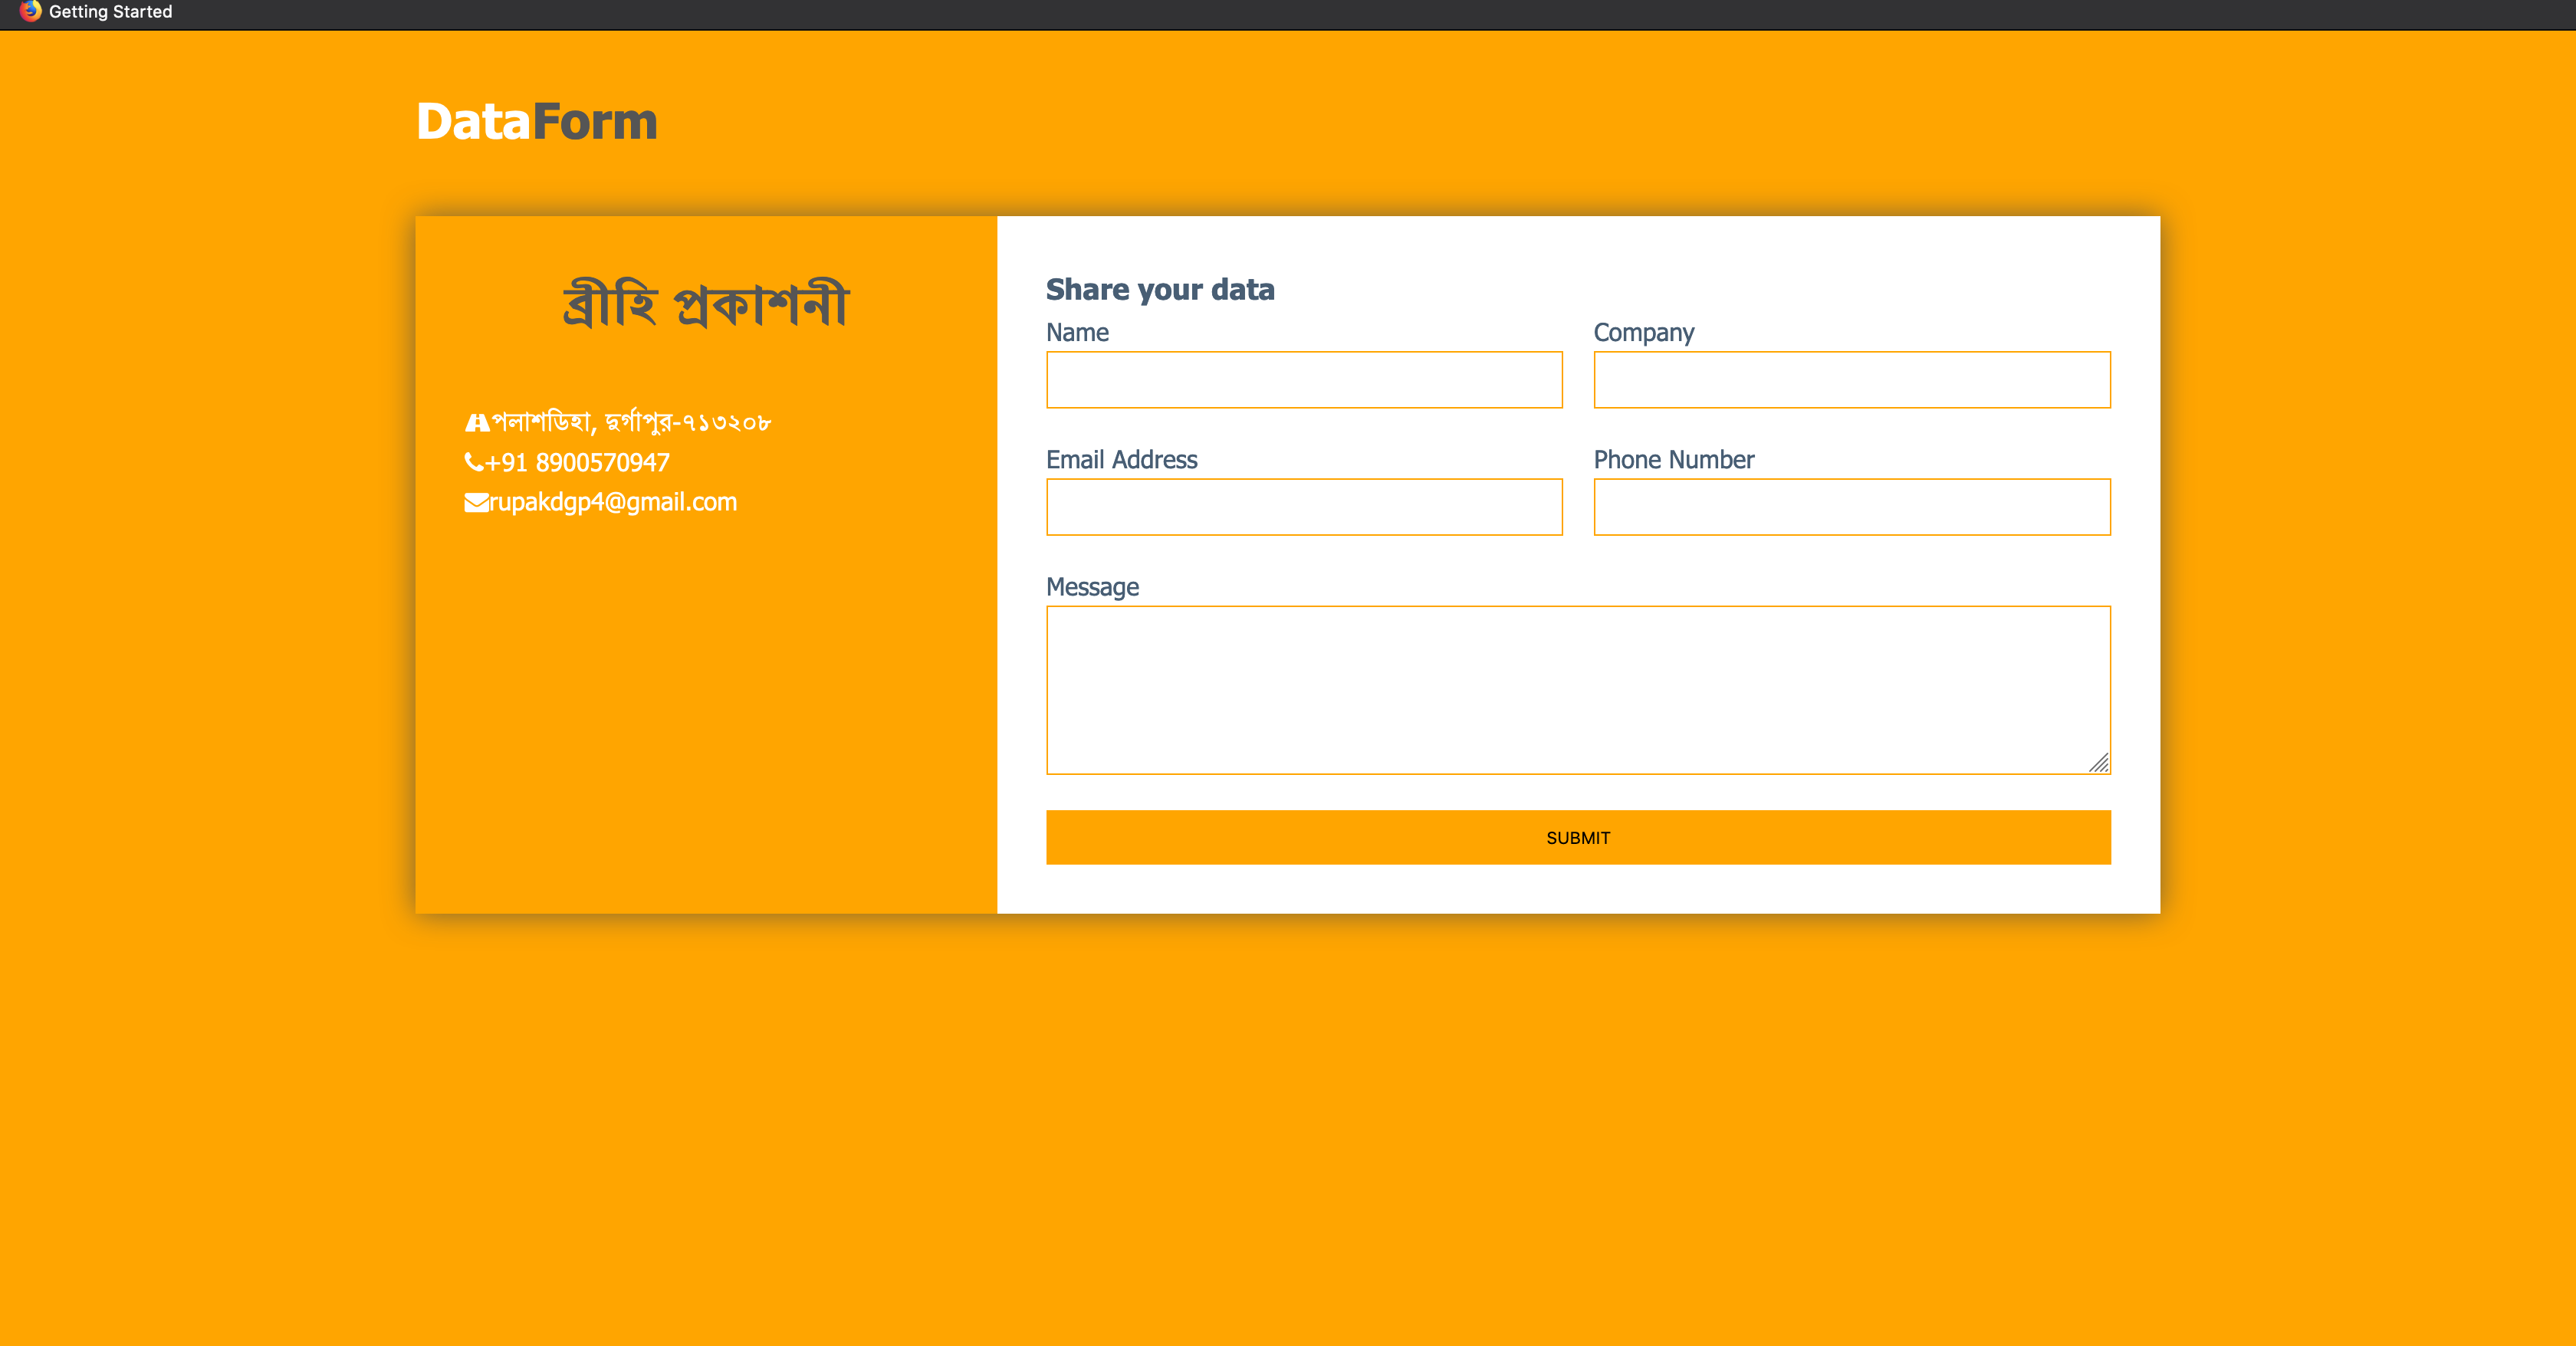 Getting Started
DataForm
ব্রীহি প্রকাশনী
পলাশডিহা, দুর্গাপুর-৭১৩২০৮
+91 8900570947
rupakdgp4@gmail.com
Share your data
Name
Company
Email Address
Phone Number
Message
SUBMIT